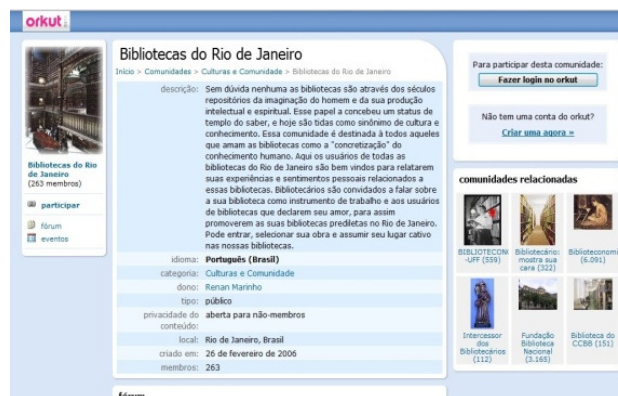 orkut
Bibliotecas do Rio de Janeiro
(263 membros)
participar
fórum
eventos
Bibliotecas do Rio de Janeiro
Início > Comunidades > Culturas e Comunidade > Bibliotecas do Rio de Janeiro
descrição: Sem dúvida nenhuma as bibliotecas são através dos séculos
repositórios da imaginação do homem e da sua produção
intelectual e espiritual. Esse papel a concebeu um status de
templo do saber, e hoje são tidas como sinônimo de cultura e
conhecimento. Essa comunidade é destinada à todos aqueles
que amam as bibliotecas como a "concretização" do
conhecimento humano. Aqui os usuários de todas as
bibliotecas do Rio de Janeiro são bem vindos para relatarem
suas experiências e sentimentos pessoais relacionados a
essas bibliotecas. Bibliotecários são convidados a falar sobre
a sua biblioteca como instrumento de trabalho e aos usuários
de bibliotecas que declarem seu amor, para assim
promoverem as suas bibliotecas prediletas no Rio de Janeiro.
Pode entrar, selecionar sua obra e assumir seu lugar cativo
nas nossas bibliotecas.
idioma: Português (Brasil)
categoria: Culturas e Comunidade
dono: Renan Marinho
tipo: público
privacidade do conteúdo: aberta para não-membros
local: Rio de Janeiro, Brasil
criado em: 26 de fevereiro de 2006
membros: 263
fórum
Para participar desta comunidade:
Fazer login no orkut
Não tem uma conta do orkut?
Criar uma agora »
comunidades relacionadas
BIBLIOTECON
-UFF (559)
Bibliotecário:
mostra sua
cara (322)
Biblioteconomi
(6.091)
Intercessor
dos
Bibliotecários
(112)
Fundação
Biblioteca
Nacional
(3.165)
Biblioteca do
CCBB (151)